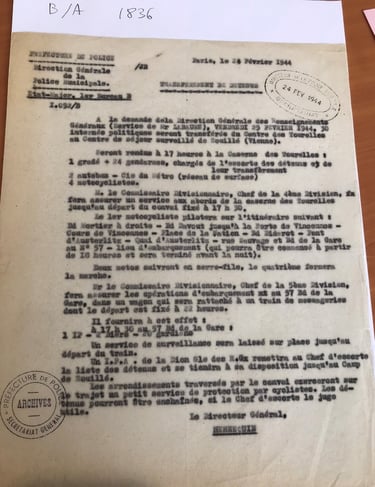 B/A 1836
PREFECTURE DE POLICE
Paris, le 24 Février 1944
Direction Générale
de la
Police Municipale.
Etat-Major, 1er Bureau B
TRANSFEREMENT DE DETENUS
24 FEV. 1944
A la demande de la Direction Générale des Renseignements
Généraux (Service de Mr ), VENDREDI 25 FEVRIER 1944, 30
internés politiques seront transférés du Centre des Tourelles
au Centre de séjour surveillé de Rouillé (Vienne).
Seront rendus à 17 heures à la Caserne des Tourelles :
1 gradé + 24 gendarmes, chargés de l'escorte des détenus et de
leur transfèrement
2 autobus - Cie du Métro (réseau de surface)
4 motocyclistes.
M. le Commissaire Divisionnaire, Chef de la 4ème Division,
fera assurer un service aux abords de la caserne des Tourelles
jusqu'au départ du convoi fixé à 17 h 30.
Le 1er motocycliste pilotera sur l'itinéraire suivant :
Bd Mortier à droite - Bd Davout jusqu'à la Porte de Vincennes -
Cours de Vincennes - Place de la Nation - Bd Diderot - Pont
d'Austerlitz - Quai d'Austerlitz - rue Sauvage et Bd de la Gare
au N° 57 - lieu d'embarquement (qui pourra être commencé à partir
de 18 heures et sera terminé avant la nuit).
Deux motos suivront en serre-file, le quatrième fermera
la marche.
Mr le Commissaire Divisionnaire, Chef de la 5ème Division,
fera assurer les opérations d'embarquement au 57 Bd de la
Gare, dans un wagon qui sera rattaché à un train de messageries
dont le départ est fixé à 22 heures.
Il fournira à cet effet :
à 17 h 30 au 57 Bd de la Gare :
1 IP - 2 - 20 gardiens
Un service de surveillance sera laissé sur place jusqu'au
départ du train.
Un I.P.A. de la Dion Gle des R.Gx remettra au Chef d'escorte
la liste des détenus et se tiendra à sa disposition jusqu'au Camp
de Rouillé.
Les arrondissements traversés par le convoi exerceront sur
le trajet un petit service de protection par cyclistes. Les dé-
tenus pourront être enchaînés, si le Chef d'escorte le juge
utile.
Le Directeur Général,
HENNEQUIN
PREFECTURE DE POLICE
ARCHIVES
SECRETARIAT GENERAL